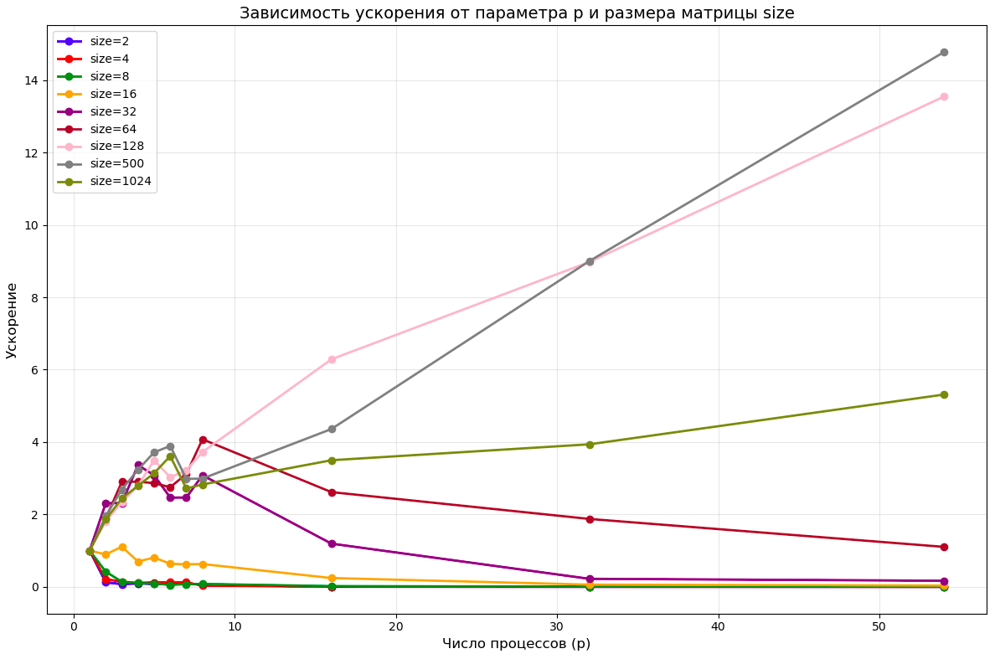 Зависимость ускорения от параметра p и размера матрицы size
size=2
size=4
size=8
size=16
size=32
size=64
size=128
size=500
size=1024
Ускорение
14
12
10
8
6
4
2
0
0 10 20 30 40 50
Число процессов (p)